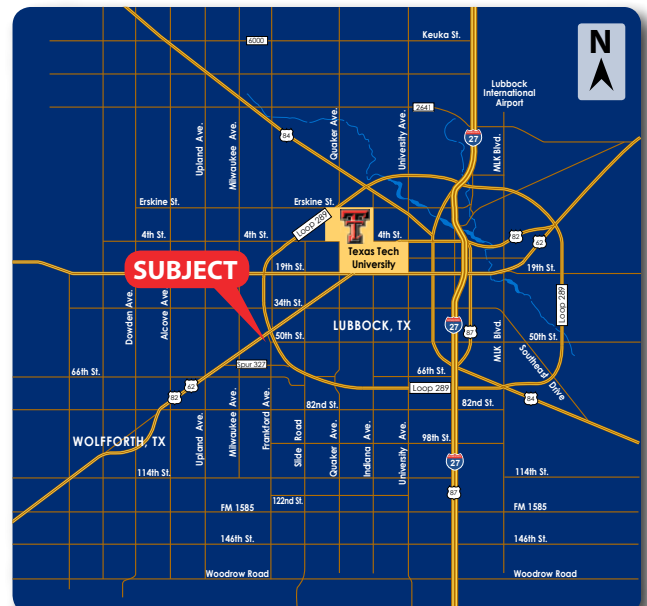 Keuka St.
6000
N
Lubbock
International
Airport
2641
Upland Ave.
Milwaukee Ave.
Quaker Ave.
University Ave.
MLK Blvd.
84
27
Erskine St.
Erskine St.
Loop 289
4th St.
4th St.
4th St.
82
62
Texas Tech
University
SUBJECT
19th St.
19th St.
Dowden Ave.
Alcove Ave.
34th St.
LUBBOCK, TX
27
87
MLK Blvd.
Loop 289
50th St.
50th St.
Southeast Drive
66th St.
Spur 327
66th St.
62
82
Loop 289
84
82nd St.
82nd St.
WOLFFORTH, TX
Upland Ave.
Milwaukee Ave.
Frankford Ave.
Slide Road
Quaker Ave.
Indiana Ave.
University Ave.
98th St.
27
114th St.
114th St.
87
122nd St.
FM 1585
FM 1585
146th St.
146th St.
Woodrow Road
Woodrow Road